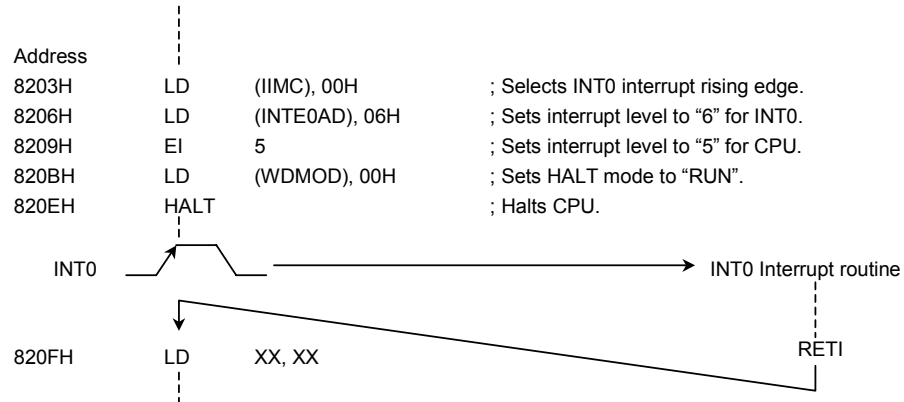 Address
8203H LD (IIMC), 00H ; Selects INT0 interrupt rising edge.
8206H LD (INTE0AD), 06H ; Sets interrupt level to “6” for INT0.
8209H EI 5 ; Sets interrupt level to “5” for CPU.
820BH LD (WDMOD), 00H ; Sets HALT mode to “RUN”.
820EH HALT ; Halts CPU.
INT0 INT0 Interrupt routine
RETI
820FH LD XX, XX